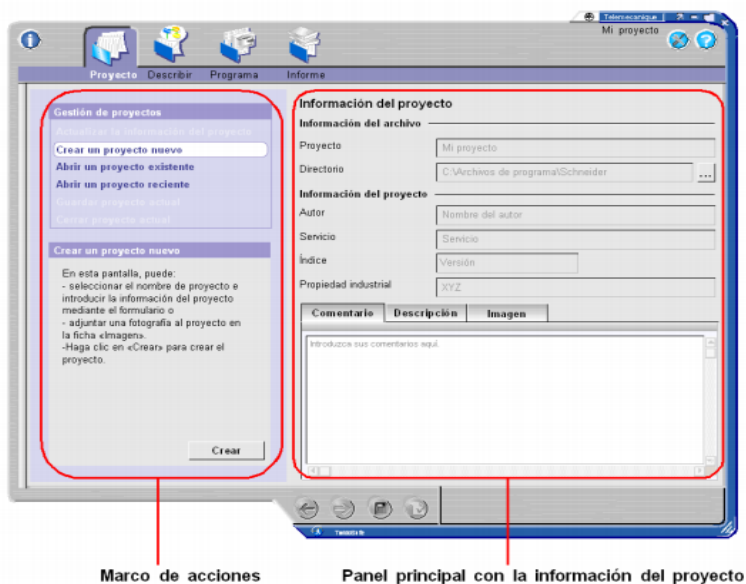 Telemecanique
Mi proyecto
Proyecto Describir Programa Informe
Gestión de proyectos
Actualizar la información del proyecto
Crear un proyecto nuevo
Abrir un proyecto existente
Abrir un proyecto reciente
Guardar proyecto actual
Cerrar proyecto actual
Crear un proyecto nuevo
En esta pantalla, puede:
- seleccionar el nombre de proyecto e
introducir la información del proyecto
mediante el formulario o
- adjuntar una fotografía al proyecto en
la ficha «Imagen».
-Haga clic en «Crear» para crear el
proyecto.
Crear
Información del proyecto
Información del archivo
Proyecto Mi proyecto
Directorio C:\Archivos de programa\Schneider ...
Información del proyecto
Autor Nombre del autor
Servicio Servicio
Índice Versión
Propiedad industrial XYZ
Comentario Descripción Imagen
Introduzca sus comentarios aquí.
TwidoSuite
Marco de acciones
Panel principal con la información del proyecto